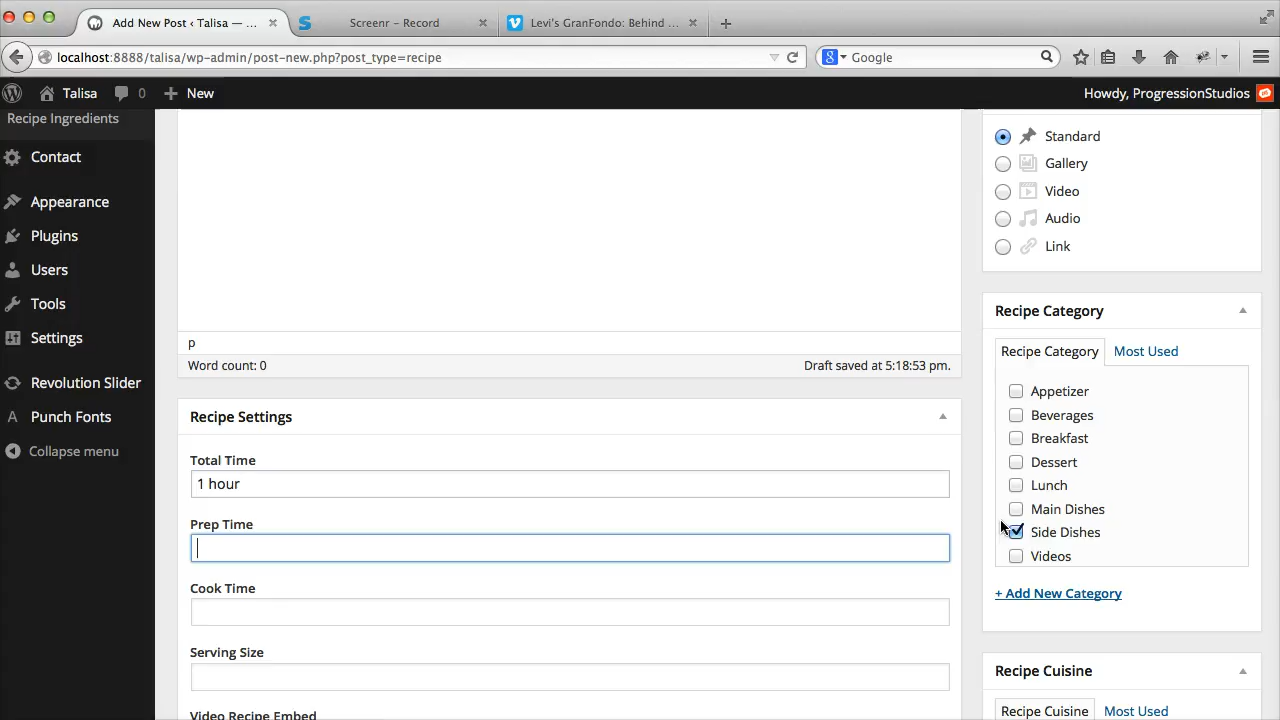 Add New Post ‹ Talisa — ...
Screenr – Record
Levi's GranFondo: Behind ...
localhost:8888/talisa/wp-admin/post-new.php?post_type=recipe
Google
Talisa
0
New
Howdy, ProgressionStudios
Recipe Ingredients
Contact
Appearance
Plugins
Users
Tools
Settings
Revolution Slider
Punch Fonts
Collapse menu
p
Word count: 0
Draft saved at 5:18:53 pm.
Recipe Settings
Total Time
1 hour
Prep Time
Cook Time
Serving Size
Video Recipe Embed
Standard
Gallery
Video
Audio
Link
Recipe Category
Recipe Category
Most Used
Appetizer
Beverages
Breakfast
Dessert
Lunch
Main Dishes
Side Dishes
Videos
+ Add New Category
Recipe Cuisine
Recipe Cuisine
Most Used